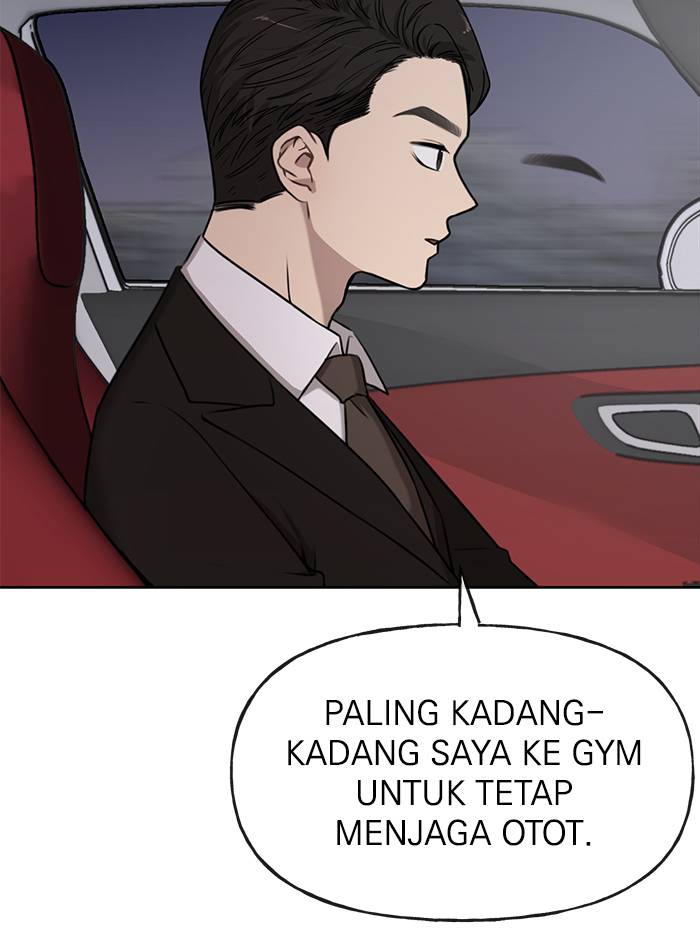 PALING KADANG-
KADANG SAYA KE GYM
UNTUK TETAP
MENJAGA OTOT.